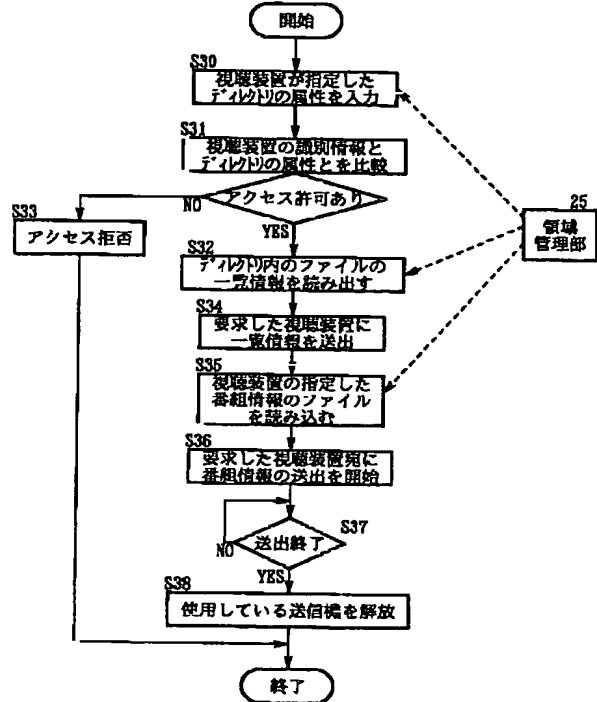 開始
S30
視聴装置が指定した
ディレクトリの属性を入力
S31
視聴装置の識別情報と
ディレクトリの属性とを比較
アクセス許可あり
NO
YES
S33
アクセス拒否
25
領域
管理部
S32
ディレクトリ内のファイルの
一覧情報を読み出す
S34
要求した視聴装置に
一覧情報を送出
S35
視聴装置の指定した
番組情報のファイル
を読み込む
S36
要求した視聴装置宛に
番組情報の送出を開始
S37
送出終了
NO
YES
S38
使用している送信機を解放
終了